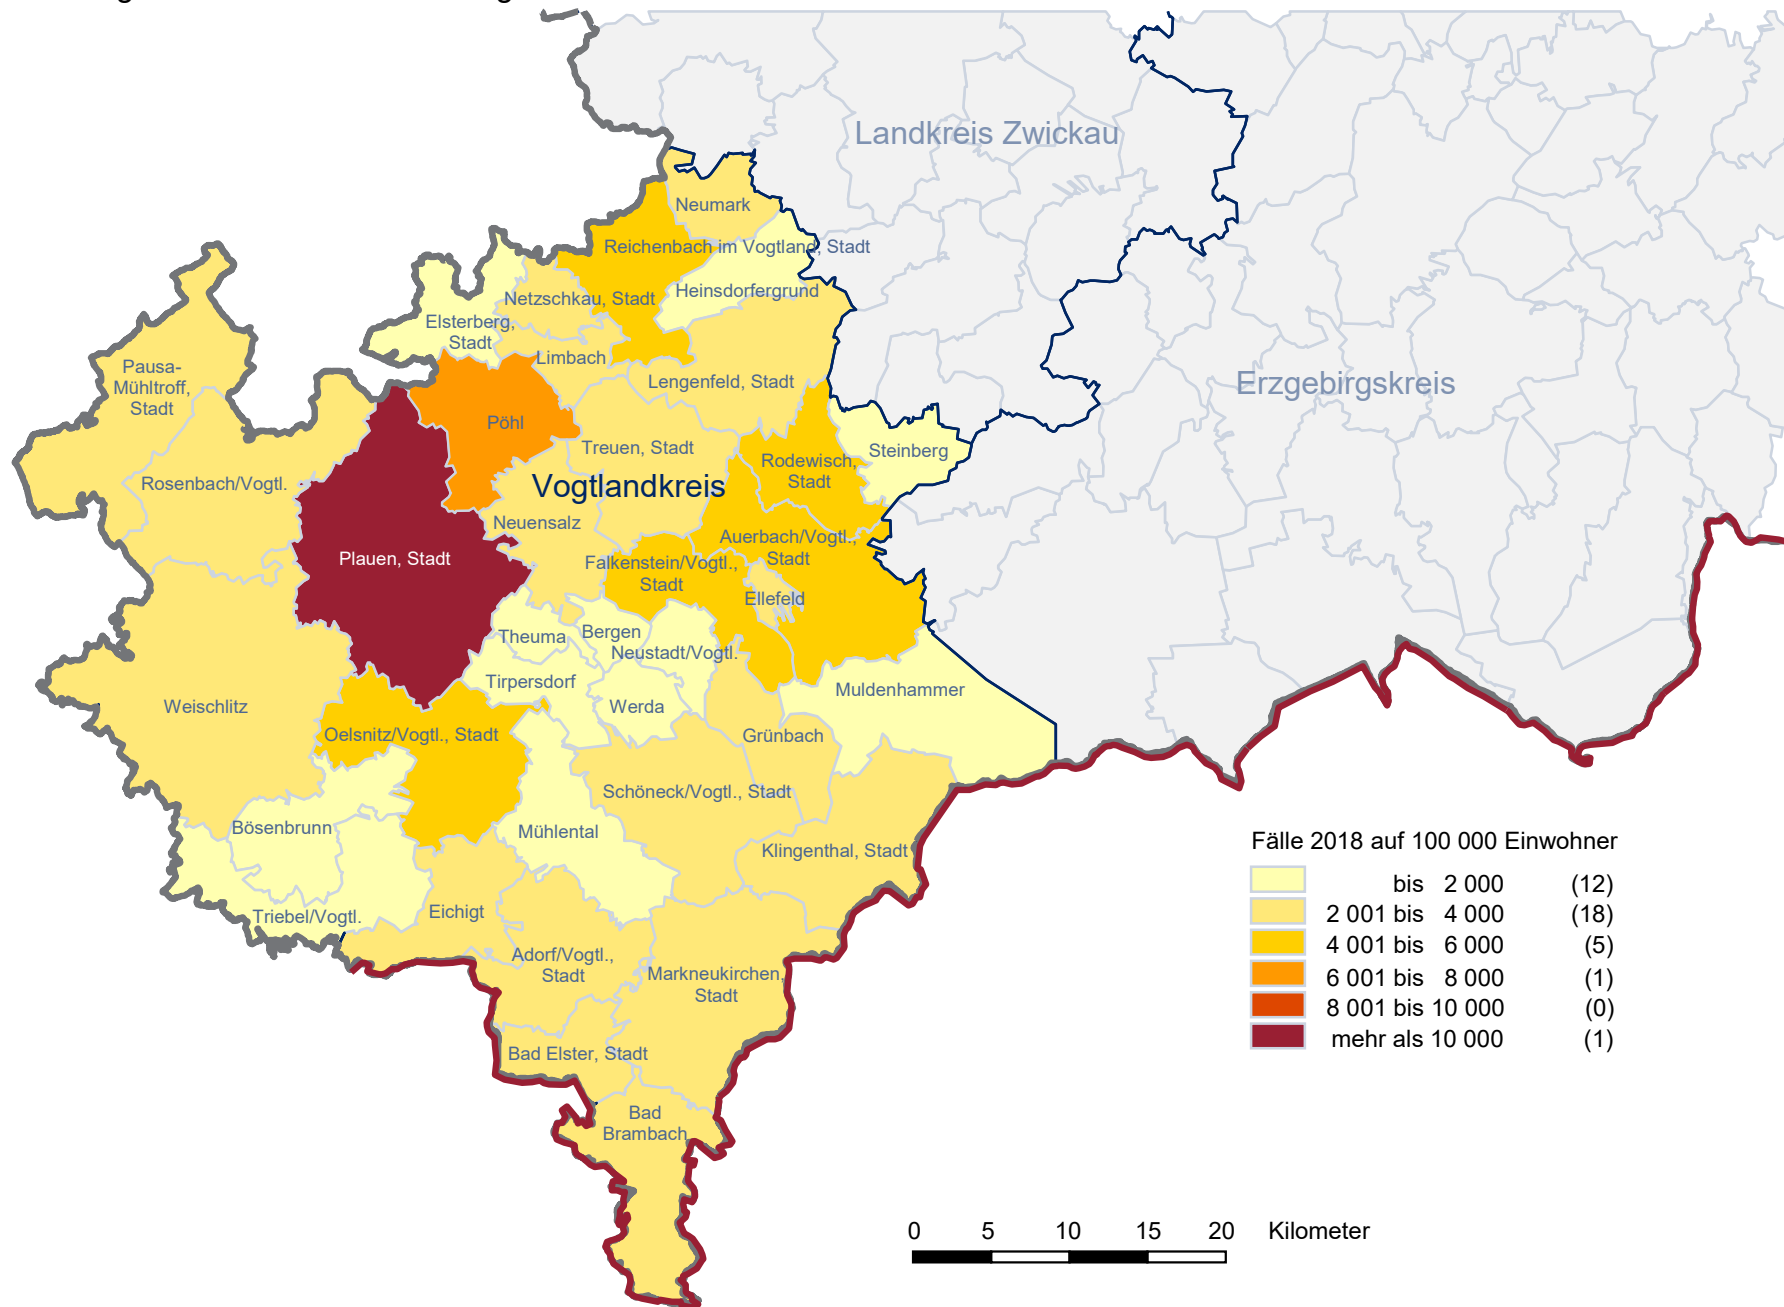 Landkreis Zwickau
Neumark
Reichenbach im Vogtland, Stadt
Heinsdorfergrund
Netzschkau, Stadt
Elsterberg,
Stadt
Limbach
Pausa-
Mühltroff,
Stadt
Lengenfeld, Stadt
Erzgebirgskreis
Pöhl
Treuen, Stadt
Steinberg
Rodewisch,
Stadt
Rosenbach/Vogtl.
Vogtlandkreis
Neuensalz
Auerbach/Vogtl.,
Stadt
Plauen, Stadt
Falkenstein/Vogtl.,
Stadt
Ellefeld
Theuma
Bergen
Neustadt/Vogtl.
Tirpersdorf
Muldenhammer
Weischlitz
Werda
Oelsnitz/Vogtl., Stadt
Grünbach
Schöneck/Vogtl., Stadt
Bösenbrunn
Mühlental
Klingenthal, Stadt
Triebel/Vogtl.
Eichigt
Adorf/Vogtl.,
Stadt
Markneukirchen,
Stadt
Bad Elster, Stadt
Bad
Brambach
Fälle 2018 auf 100 000 Einwohner
bis 2 000 (12)
2 001 bis 4 000 (18)
4 001 bis 6 000 (5)
6 001 bis 8 000 (1)
8 001 bis 10 000 (0)
mehr als 10 000 (1)
0 5 10 15 20 Kilometer